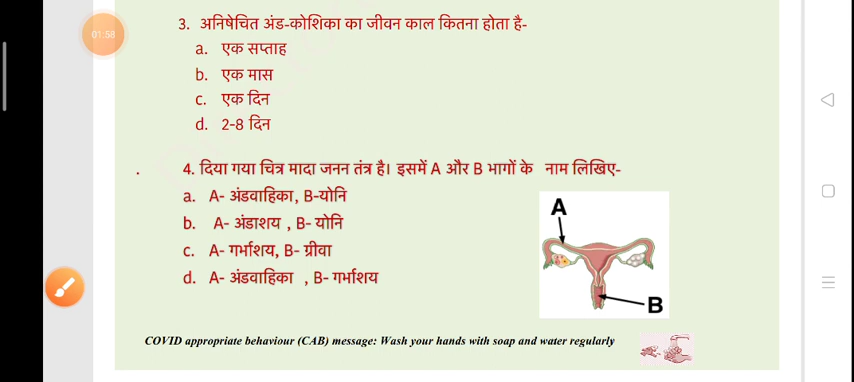 01:58
3. अनिषेचित अंड-कोशिका का जीवन काल कितना होता है-
a. एक सप्ताह
b. एक मास
c. एक दिन
d. 2-8 दिन
. 4. दिया गया चित्र मादा जनन तंत्र है। इसमें A और B भागों के नाम लिखिए-
a. A- अंडवाहिका, B-योनि
b. A- अंडाशय , B- योनि
c. A- गर्भाशय, B- ग्रीवा
d. A- अंडवाहिका , B- गर्भाशय
A
B
COVID appropriate behaviour (CAB) message: Wash your hands with soap and water regularly